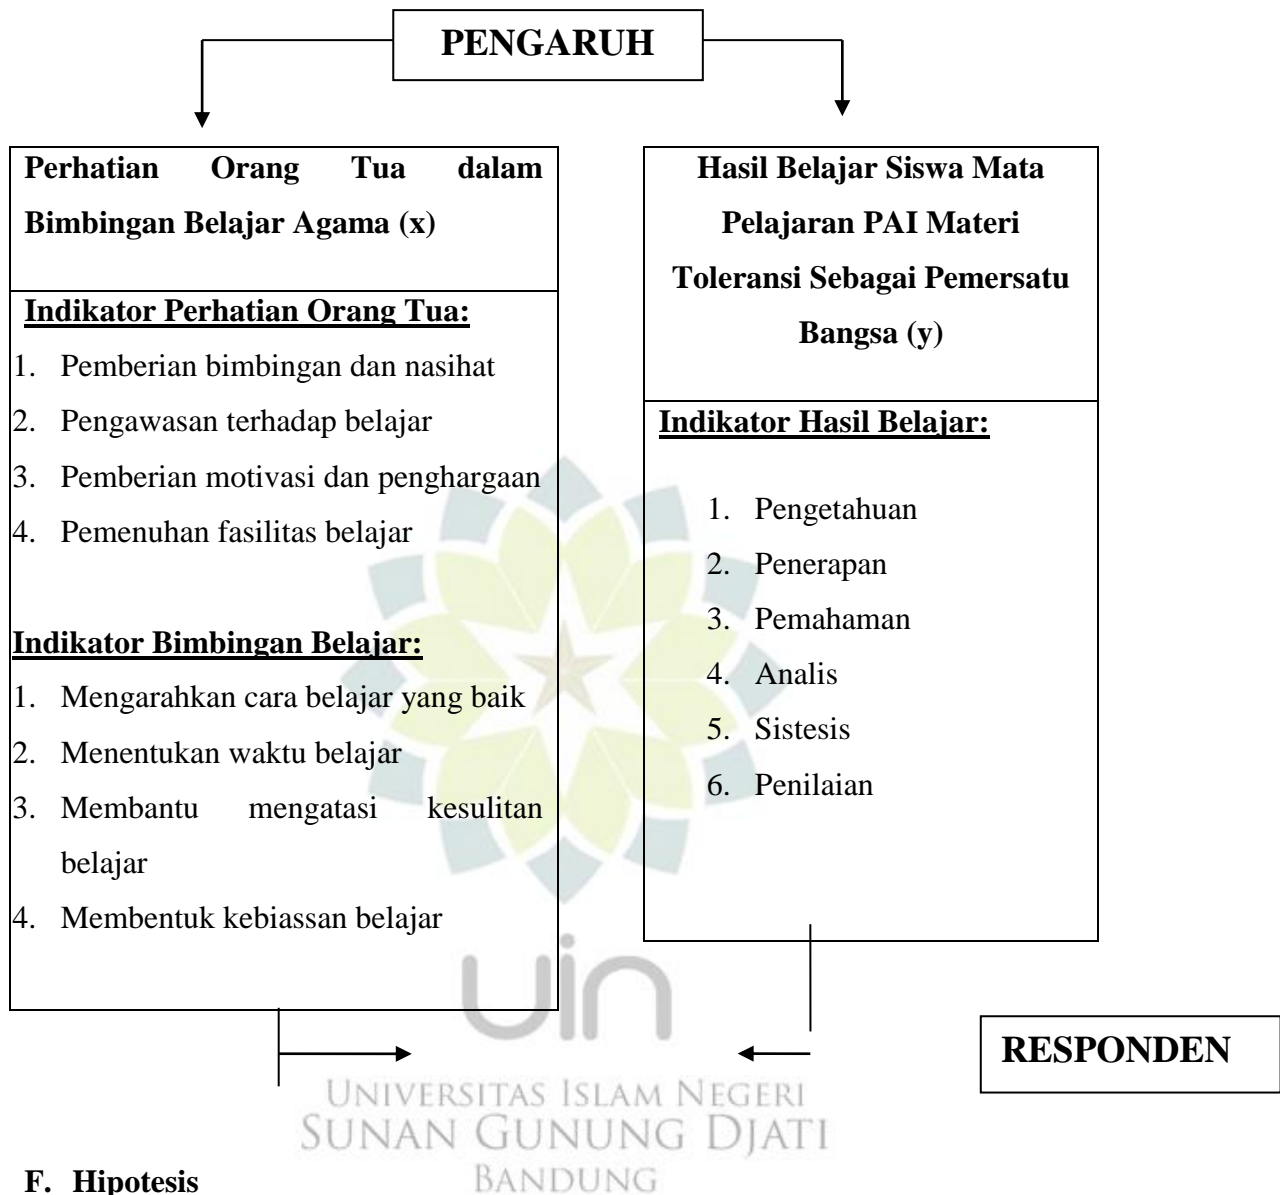 PENGARUH
Perhatian Orang Tua dalam
Bimbingan Belajar Agama (x)
Indikator Perhatian Orang Tua:
1. Pemberian bimbingan dan nasihat
2. Pengawasan terhadap belajar
3. Pemberian motivasi dan penghargaan
4. Pemenuhan fasilitas belajar
Indikator Bimbingan Belajar:
1. Mengarahkan cara belajar yang baik
2. Menentukan waktu belajar
3. Membantu mengatasi kesulitan
belajar
4. Membentuk kebiassan belajar
Hasil Belajar Siswa Mata
Pelajaran PAI Materi
Toleransi Sebagai Pemersatu
Bangsa (y)
Indikator Hasil Belajar:
1. Pengetahuan
2. Penerapan
3. Pemahaman
4. Analis
5. Sistesis
6. Penilaian
RESPONDEN
uin
UNIVERSITAS ISLAM NEGERI
SUNAN GUNUNG DJATI
BANDUNG
F. Hipotesis